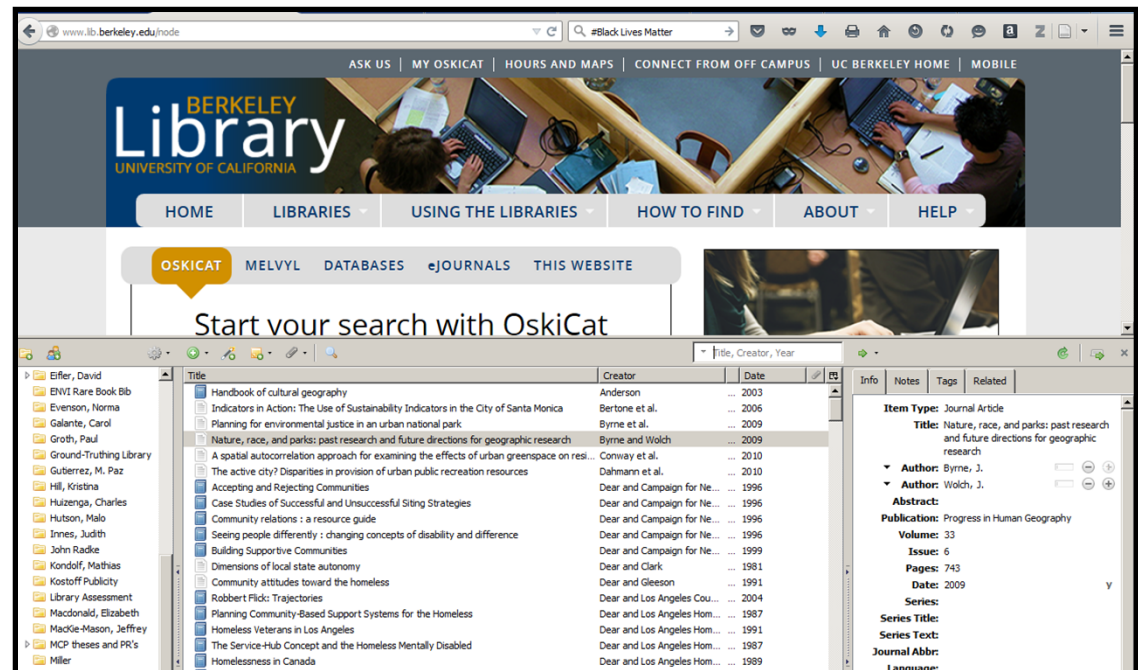 www.lib.berkeley.edu/node
#Black Lives Matter
ASK US | MY OSKICAT | HOURS AND MAPS | CONNECT FROM OFF CAMPUS | UC BERKELEY HOME | MOBILE
BERKELEY
Library
UNIVERSITY OF CALIFORNIA
HOME LIBRARIES USING THE LIBRARIES HOW TO FIND ABOUT HELP
OSKICAT MELVYL DATABASES eJOURNALS THIS WEBSITE
Start your search with OskiCat
Title, Creator, Year
Eifler, David
ENVI Rare Book Bib
Evenson, Norma
Galante, Carol
Groth, Paul
Ground-Truthing Library
Gutierrez, M. Paz
Hill, Kristina
Huizenga, Charles
Hutson, Malo
Innes, Judith
John Radke
Kondolf, Mathias
Kostoff Publicity
Library Assessment
Macdonald, Elizabeth
MacKie-Mason, Jeffrey
MCP theses and PR's
Miller
Title Creator Date
Handbook of cultural geography Anderson ... 2003
Indicators in Action: The Use of Sustainability Indicators in the City of Santa Monica Bertone et al. ... 2006
Planning for environmental justice in an urban national park Byrne et al. ... 2009
Nature, race, and parks: past research and future directions for geographic research Byrne and Wolch ... 2009
A spatial autocorrelation approach for examining the effects of urban greenspace on resi... Conway et al. ... 2010
The active city? Disparities in provision of urban public recreation resources Dahmann et al. ... 2010
Accepting and Rejecting Communities Dear and Campaign for Ne... ... 1996
Case Studies of Successful and Unsuccessful Siting Strategies Dear and Campaign for Ne... ... 1996
Community relations : a resource guide Dear and Campaign for Ne... ... 1996
Seeing people differently : changing concepts of disability and difference Dear and Campaign for Ne... ... 1996
Building Supportive Communities Dear and Campaign for Ne... ... 1999
Dimensions of local state autonomy Dear and Clark ... 1981
Community attitudes toward the homeless Dear and Gleeson ... 1991
Robbert Flick: Trajectories Dear and Los Angeles Cou... ... 2004
Planning Community-Based Support Systems for the Homeless Dear and Los Angeles Hom... ... 1987
Homeless Veterans in Los Angeles Dear and Los Angeles Hom... ... 1991
The Service-Hub Concept and the Homeless Mentally Disabled Dear and Los Angeles Hom... ... 1987
Homelessness in Canada Dear and Los Angeles Hom... ... 1989
Info Notes Tags Related
Item Type: Journal Article
Title: Nature, race, and parks: past research
and future directions for geographic
research
Author: Byrne, J.
Author: Wolch, J.
Abstract:
Publication: Progress in Human Geography
Volume: 33
Issue: 6
Pages: 743
Date: 2009 y
Series:
Series Title:
Series Text:
Journal Abbr:
Language: